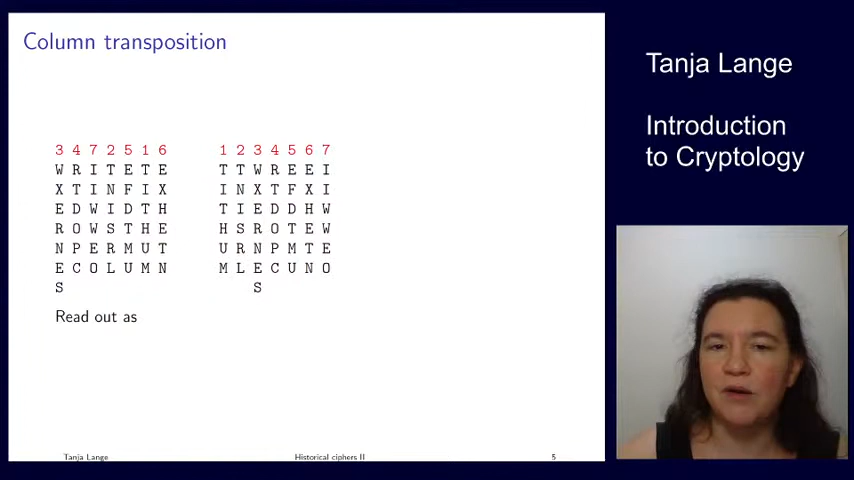 Column transposition
3 4 7 2 5 1 6
W R I T E T E
X T I N F I X
E D W I D T H
R O W S T H E
N P E R M U T
E C O L U M N
S
1 2 3 4 5 6 7
T T W R E E I
I N X T F X I
T I E D D H W
H S R O T E W
U R N P M T E
M L E C U N O
S
Read out as
Tanja Lange
Historical ciphers II
5
Tanja Lange
Introduction
to Cryptology